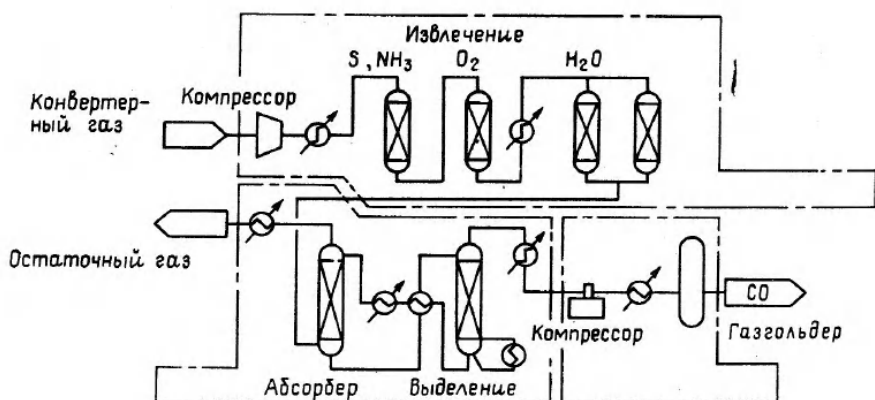 Извлечение
S, NH3 O2 H2O
Конвертер-
ный газ
Компрессор
Остаточный газ
CO
Компрессор
Газгольдер
Абсорбер
Выделение